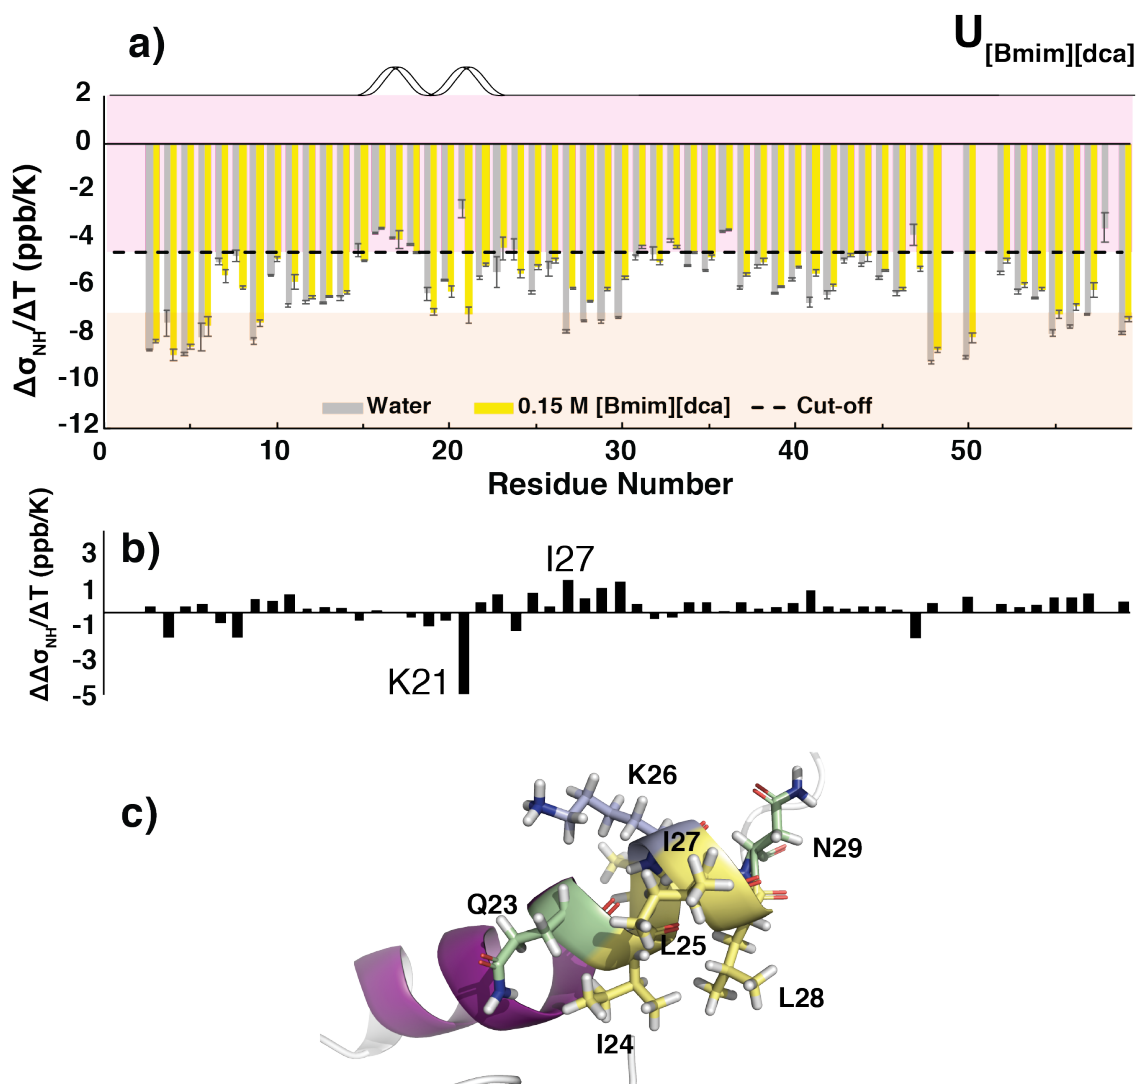 a)
U[Bmim][dca]
2
0
-2
-4
-6
-8
-10
-12
ΔσNH/ΔT (ppb/K)
Water
0.15 M [Bmim][dca]
Cut-off
0 10 20 30 40 50
Residue Number
b)
I27
3
1
-1
-3
-5
ΔΔσNH/ΔT (ppb/K)
K21
c)
K26
I27
N29
Q23
L25
L28
I24